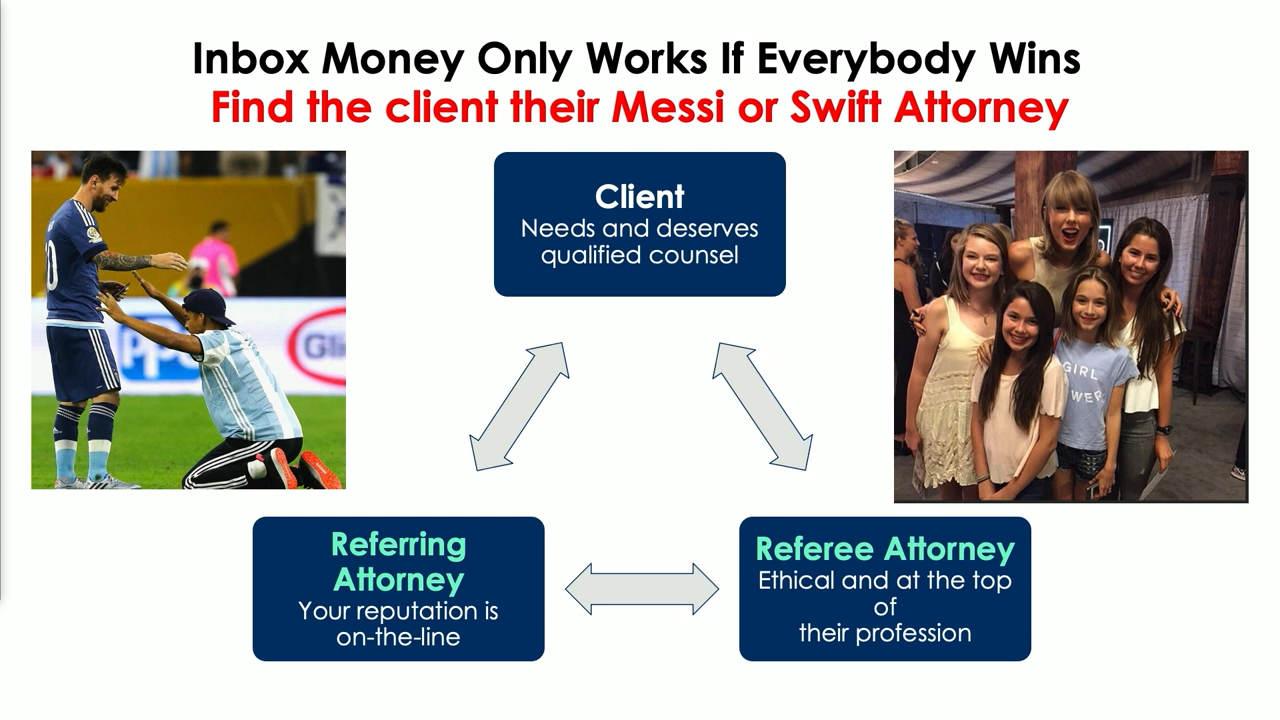 Inbox Money Only Works If Everybody Wins
Find the client their Messi or Swift Attorney
Client
Needs and deserves
qualified counsel
GIRL
Referring
Attorney
Your reputation is
on-the-line
Referee Attorney
Ethical and at the top
of
their profession